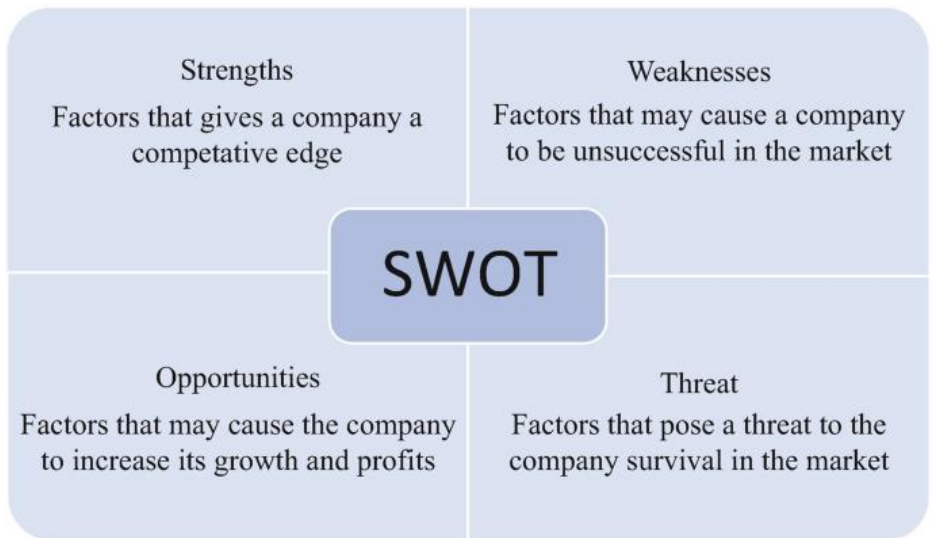 Strengths
Factors that gives a company a
competative edge
Weaknesses
Factors that may cause a company
to be unsuccessful in the market
SWOT
Opportunities
Factors that may cause the company
to increase its growth and profits
Threat
Factors that pose a threat to the
company survival in the market